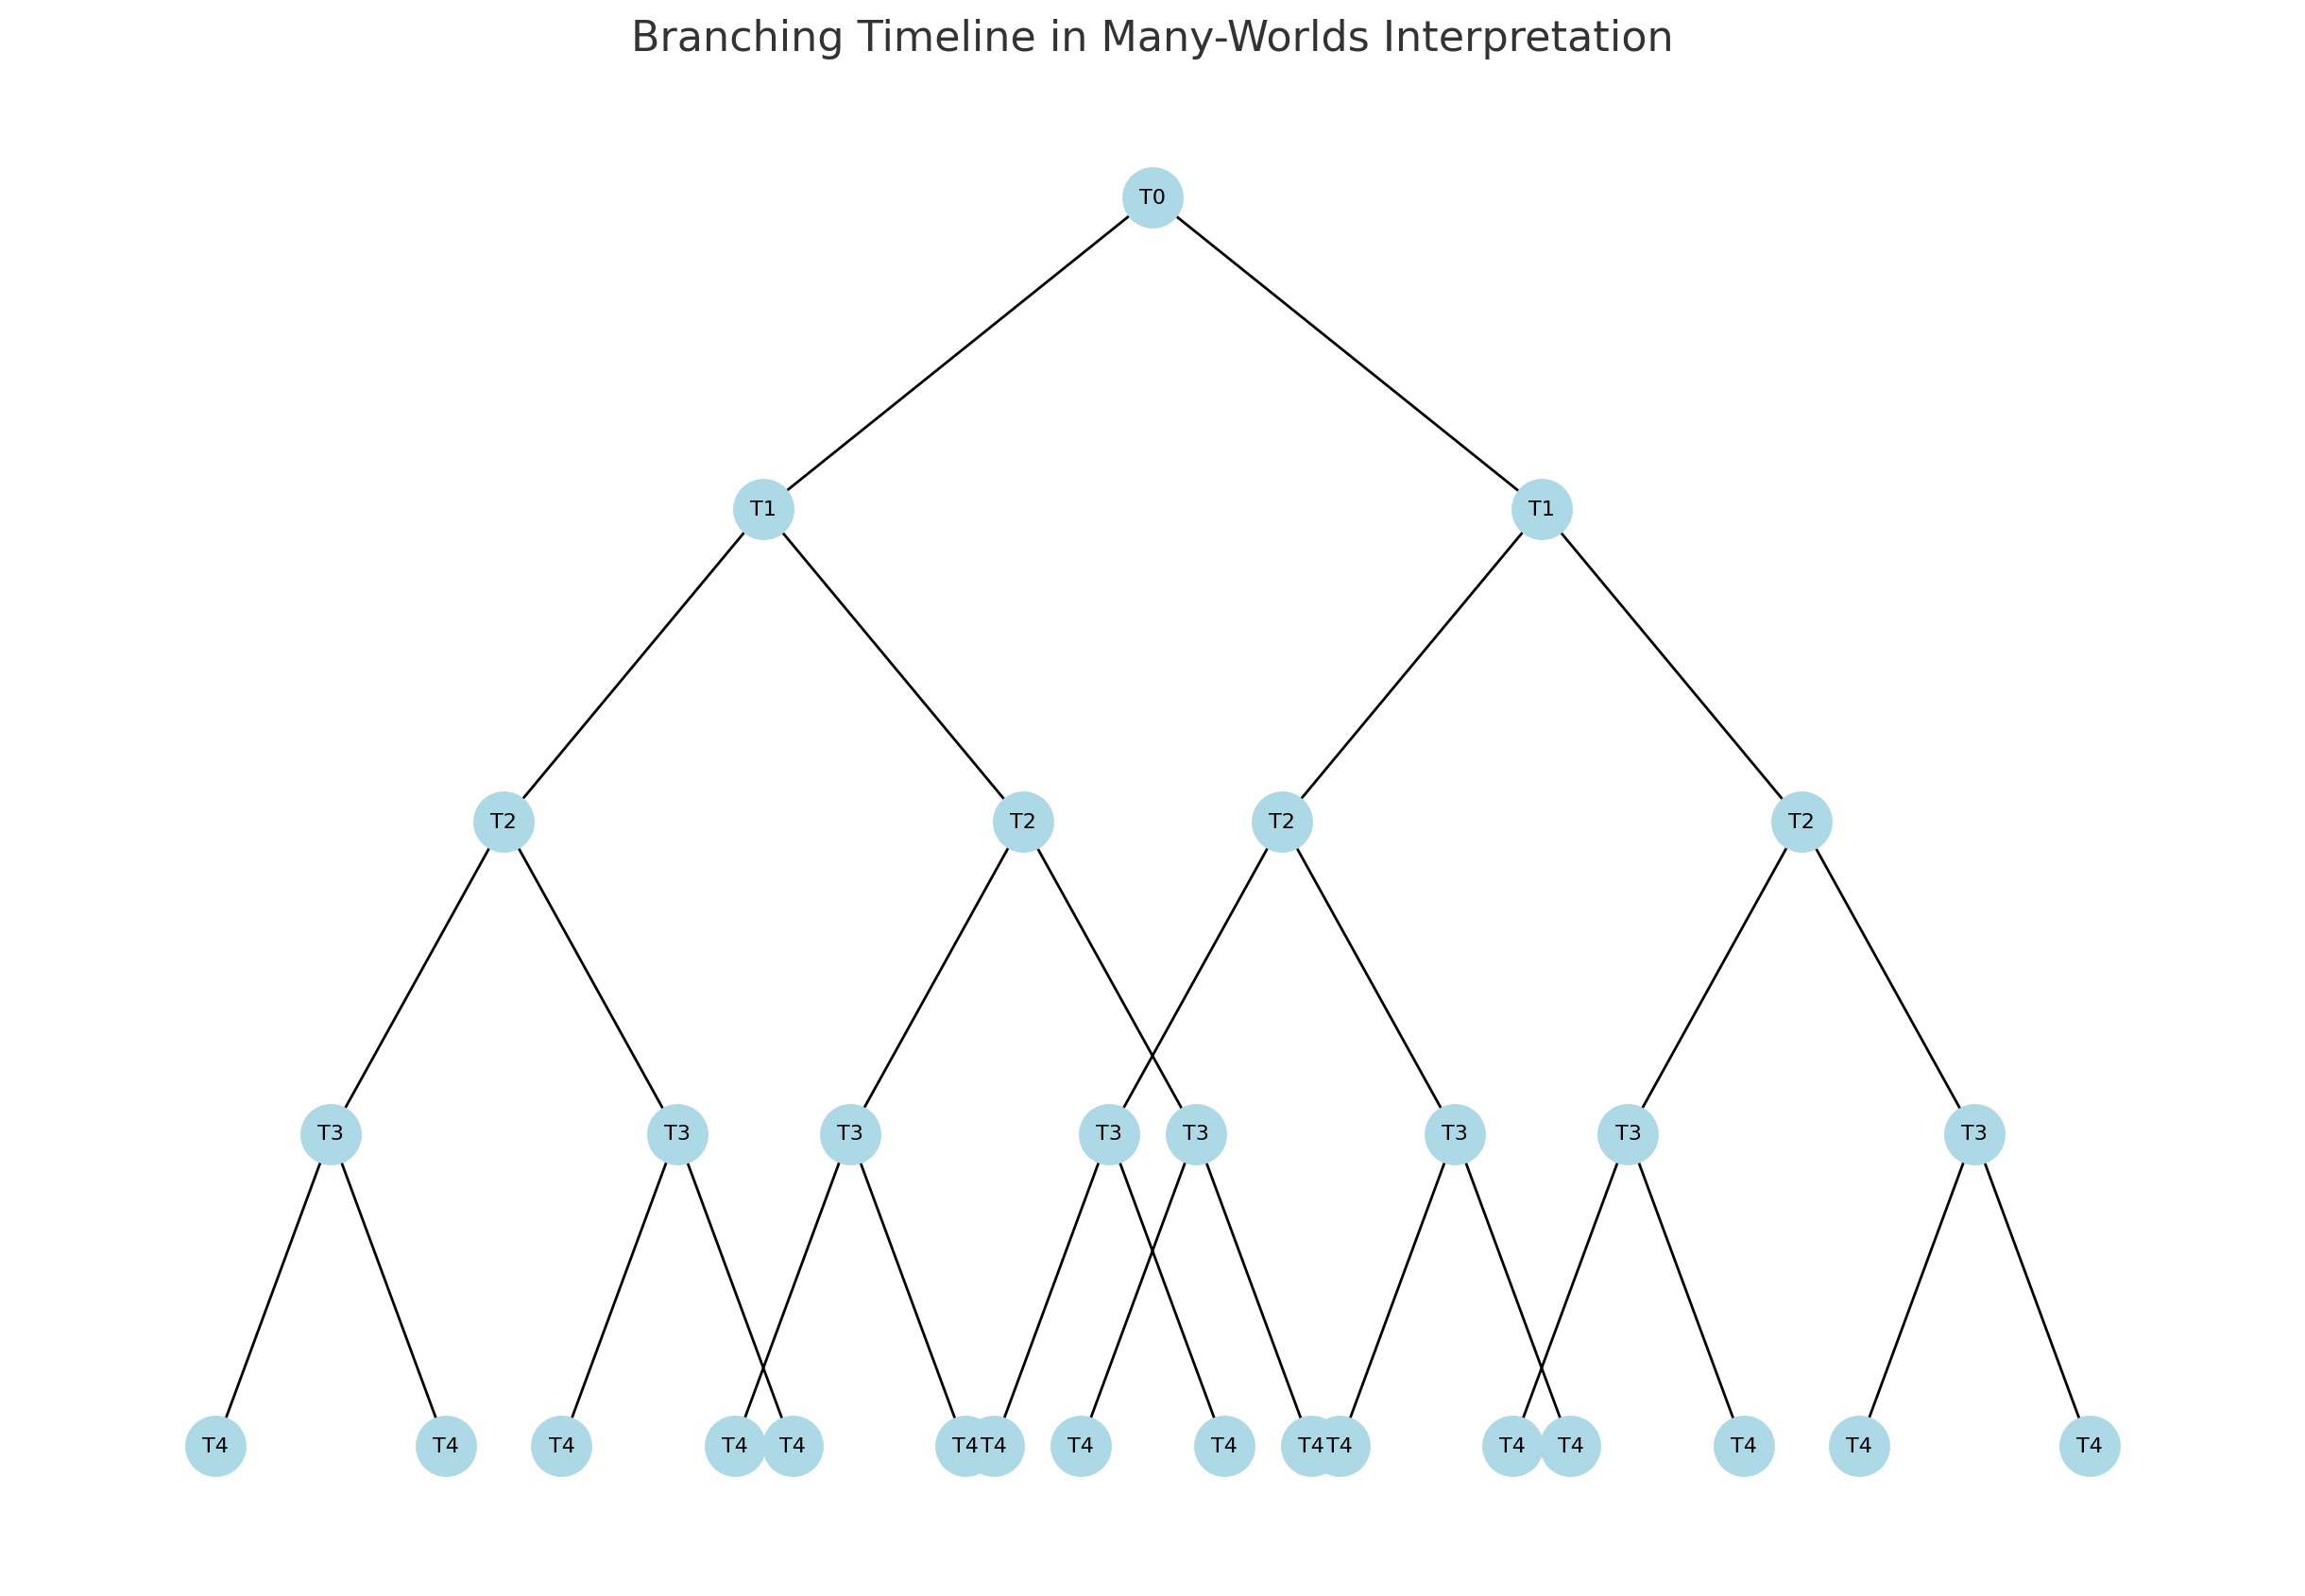 Branching Timeline in Many-Worlds Interpretation
T0
T1 T1
T2 T2 T2 T2
T3 T3 T3 T3 T3 T3 T3 T3
T4 T4 T4 T4 T4 T4 T4 T4 T4 T4 T4 T4 T4 T4 T4 T4